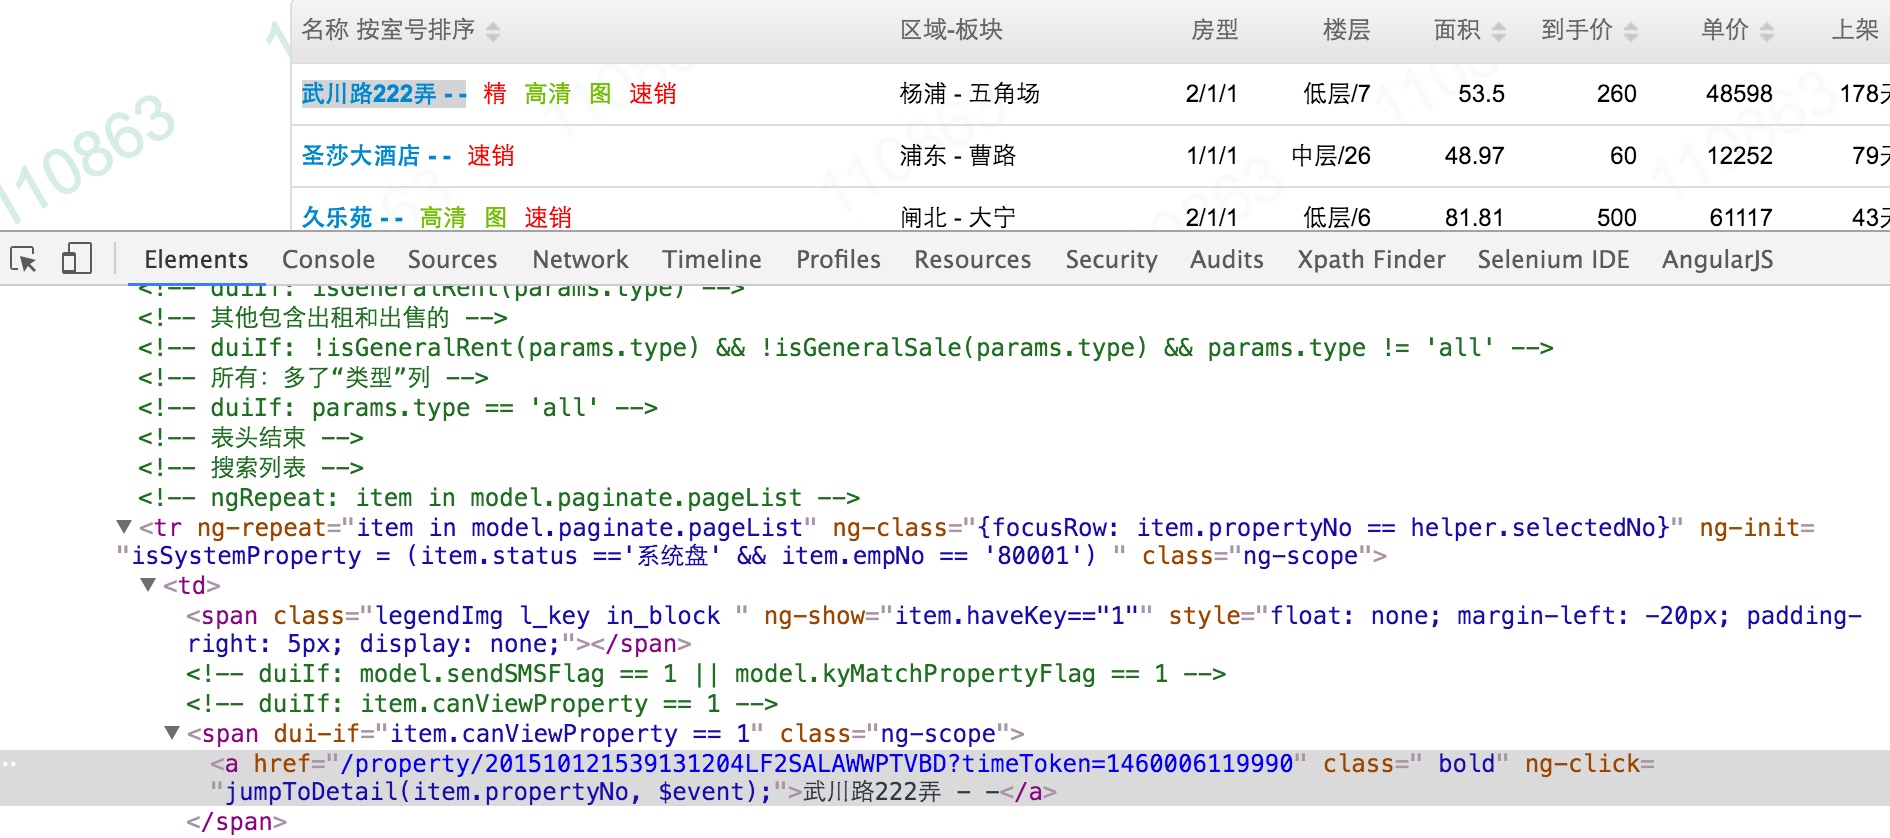 名称 按室号排序 区域-板块 房型 楼层 面积 到手价 单价 上架
武川路222弄 - - 精 高清 图 速销 杨浦 - 五角场 2/1/1 低层/7 53.5 260 48598 178天
圣莎大酒店 - - 速销 浦东 - 曹路 1/1/1 中层/26 48.97 60 12252 79天
久乐苑 - - 高清 图 速销 闸北 - 大宁 2/1/1 低层/6 81.81 500 61117 43天
110863
Elements Console Sources Network Timeline Profiles Resources Security Audits Xpath Finder Selenium IDE AngularJS
<!-- duiIf: isGeneralRent(params.type) -->
<!-- 其他包含出租和出售的 -->
<!-- duiIf: !isGeneralRent(params.type) && !isGeneralSale(params.type) && params.type != 'all' -->
<!-- 所有: 多了“类型”列 -->
<!-- duiIf: params.type == 'all' -->
<!-- 表头结束 -->
<!-- 搜索列表 -->
<!-- ngRepeat: item in model.paginate.pageList -->
<tr ng-repeat="item in model.paginate.pageList" ng-class="{focusRow: item.propertyNo == helper.selectedNo}" ng-init=
"isSystemProperty = (item.status =='系统盘' && item.empNo == '80001') " class="ng-scope">
<td>
<span class="legendImg l_key in_block " ng-show="item.haveKey=="1"" style="float: none; margin-left: -20px; padding-
right: 5px; display: none;"></span>
<!-- duiIf: model.sendSMSFlag == 1 || model.kyMatchPropertyFlag == 1 -->
<!-- duiIf: item.canViewProperty == 1 -->
<span dui-if="item.canViewProperty == 1" class="ng-scope">
<a href="/property/201510121539131204LF2SALAWWPTVBD?timeToken=1460006119990" class=" bold" ng-click=
"jumpToDetail(item.propertyNo, $event);">武川路222弄 - -</a>
</span>